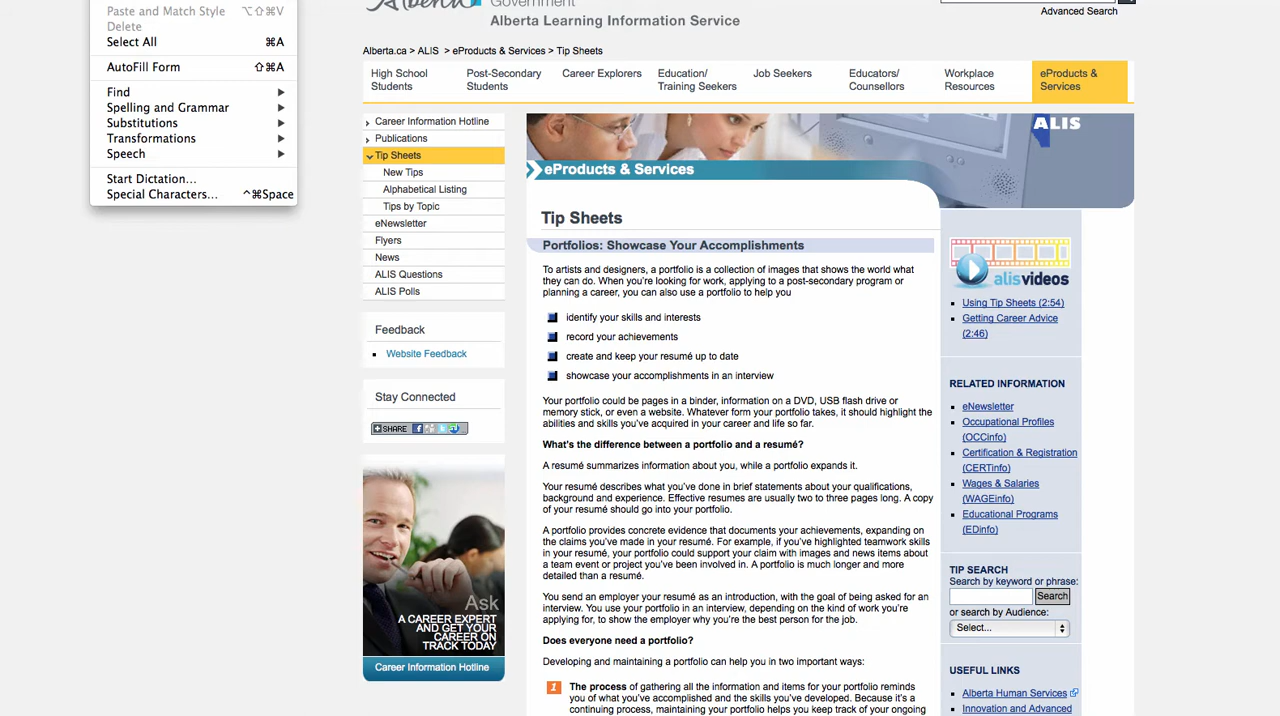 Paste and Match Style ⌥⇧⌘V
Delete
Select All ⌘A
AutoFill Form ⇧⌘A
Find
Spelling and Grammar
Substitutions
Transformations
Speech
Start Dictation...
Special Characters... ^⌘Space
Alberta Government
Alberta Learning Information Service
Advanced Search
Alberta.ca > ALIS > eProducts & Services > Tip Sheets
High School Students
Post-Secondary Students
Career Explorers
Education/ Training Seekers
Job Seekers
Educators/ Counsellors
Workplace Resources
eProducts & Services
Career Information Hotline
Publications
Tip Sheets
New Tips
Alphabetical Listing
Tips by Topic
eNewsletter
Flyers
News
ALIS Questions
ALIS Polls
Feedback
Website Feedback
Stay Connected
SHARE
Ask
A CAREER EXPERT
AND GET YOUR
CAREER ON
TRACK TODAY
Career Information Hotline
ALIS
eProducts & Services
Tip Sheets
Portfolios: Showcase Your Accomplishments
To artists and designers, a portfolio is a collection of images that shows the world what
they can do. When you're looking for work, applying to a post-secondary program or
planning a career, you can also use a portfolio to help you
identify your skills and interests
record your achievements
create and keep your resumé up to date
showcase your accomplishments in an interview
Your portfolio could be pages in a binder, information on a DVD, USB flash drive or
memory stick, or even a website. Whatever form your portfolio takes, it should highlight the
abilities and skills you've acquired in your career and life so far.
What's the difference between a portfolio and a resumé?
A resumé summarizes information about you, while a portfolio expands it.
Your resumé describes what you've done in brief statements about your qualifications,
background and experience. Effective resumes are usually two to three pages long. A copy
of your resumé should go into your portfolio.
A portfolio provides concrete evidence that documents your achievements, expanding on
the claims you've made in your resumé. For example, if you've highlighted teamwork skills
in your resumé, your portfolio could support your claim with images and news items about
a team event or project you've been involved in. A portfolio is much longer and more
detailed than a resumé.
You send an employer your resumé as an introduction, with the goal of being asked for an
interview. You use your portfolio in an interview, depending on the kind of work you're
applying for, to show the employer why you're the best person for the job.
Does everyone need a portfolio?
Developing and maintaining a portfolio can help you in two important ways:
1 The process of gathering all the information and items for your portfolio reminds
you of what you've accomplished and the skills you've developed. Because it's a
continuing process, maintaining your portfolio helps you keep track of your ongoing
alisvideos
Using Tip Sheets (2:54)
Getting Career Advice
(2:46)
RELATED INFORMATION
eNewsletter
Occupational Profiles
(OCCinfo)
Certification & Registration
(CERTinfo)
Wages & Salaries
(WAGEinfo)
Educational Programs
(EDinfo)
TIP SEARCH
Search by keyword or phrase:
Search
or search by Audience:
Select...
USEFUL LINKS
Alberta Human Services
Innovation and Advanced